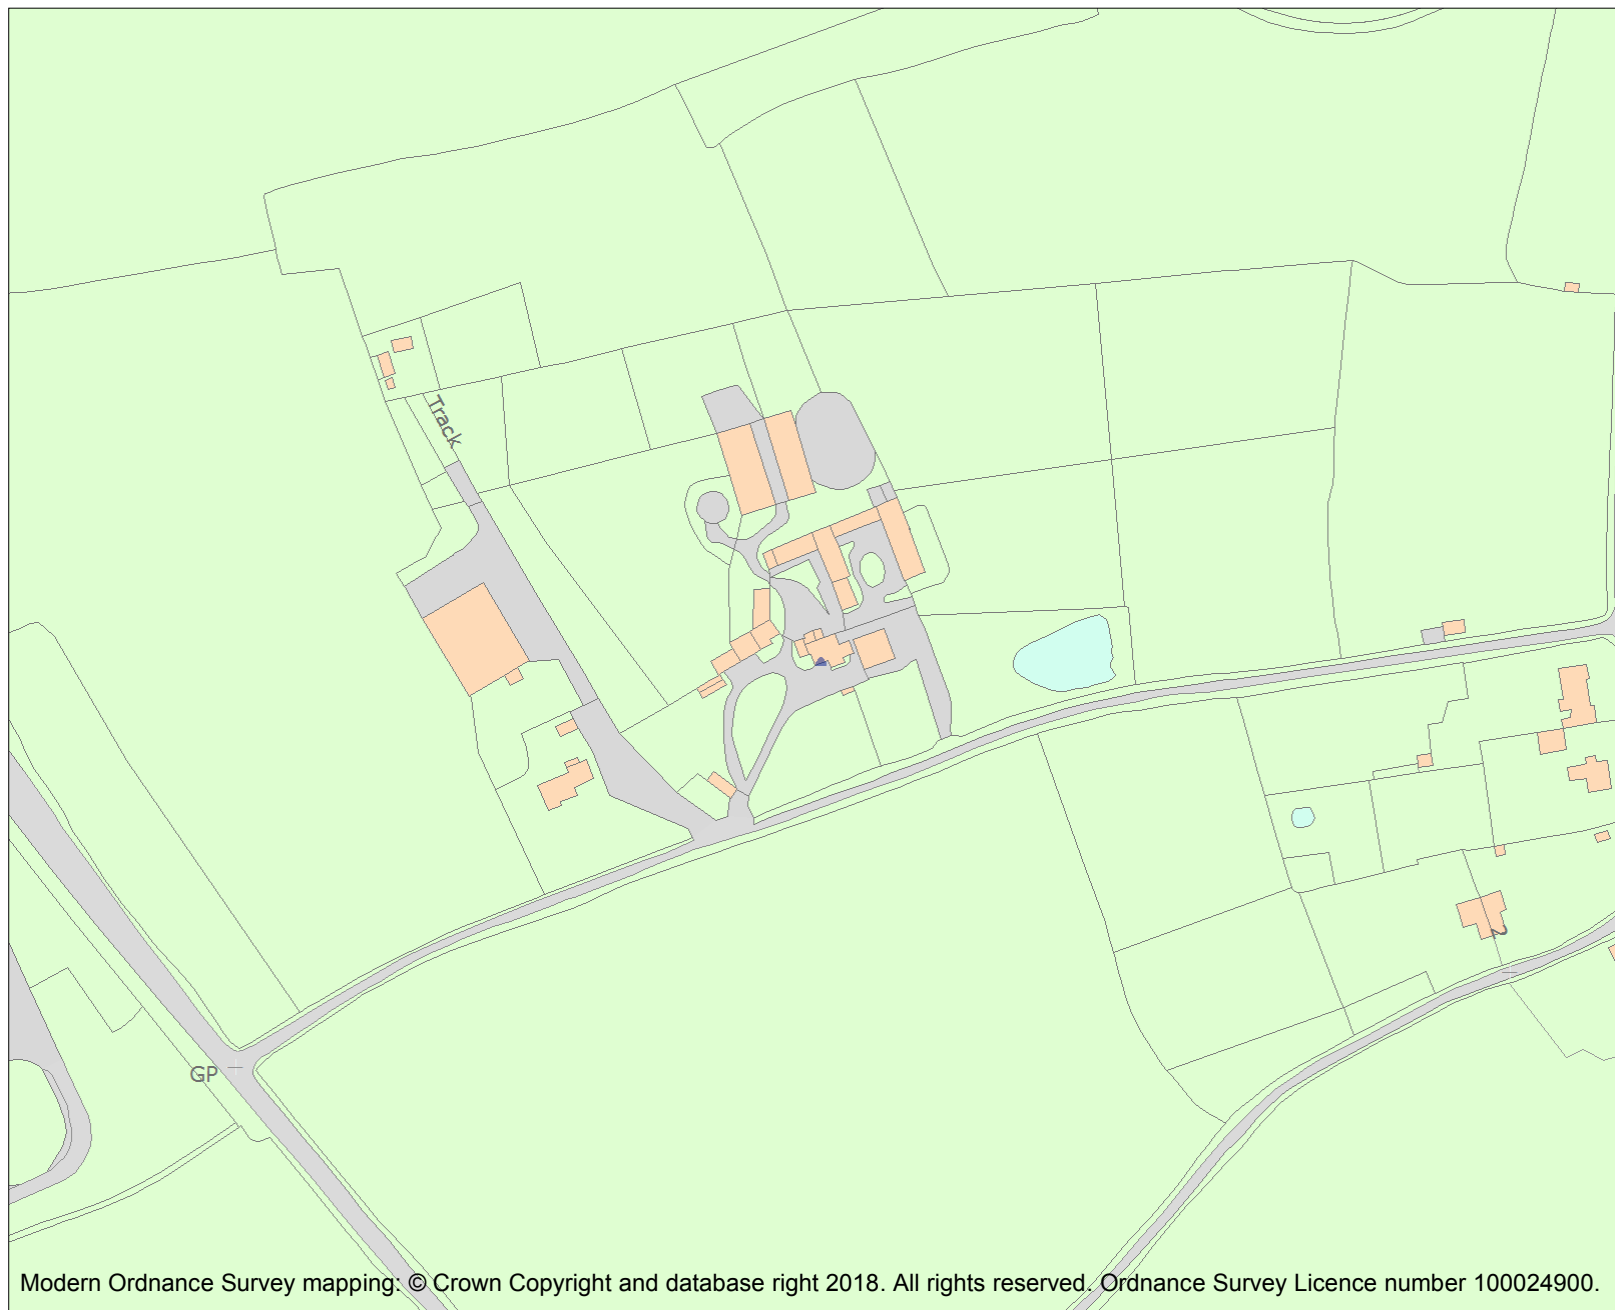 Track
GP
2
Modern Ordnance Survey mapping: © Crown Copyright and database right 2018. All rights reserved. Ordnance Survey Licence number 100024900.